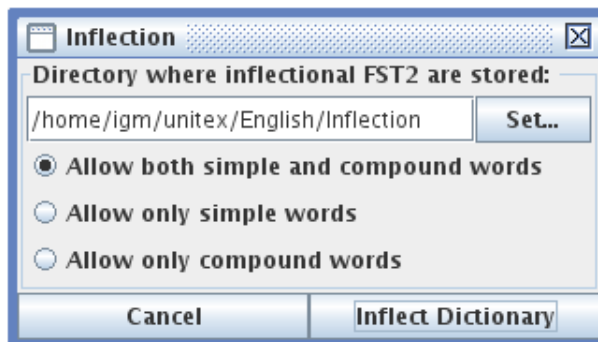 Inflection
Directory where inflectional FST2 are stored:
/home/igm/unitex/English/Inflection Set...
Allow both simple and compound words
Allow only simple words
Allow only compound words
Cancel Inflect Dictionary